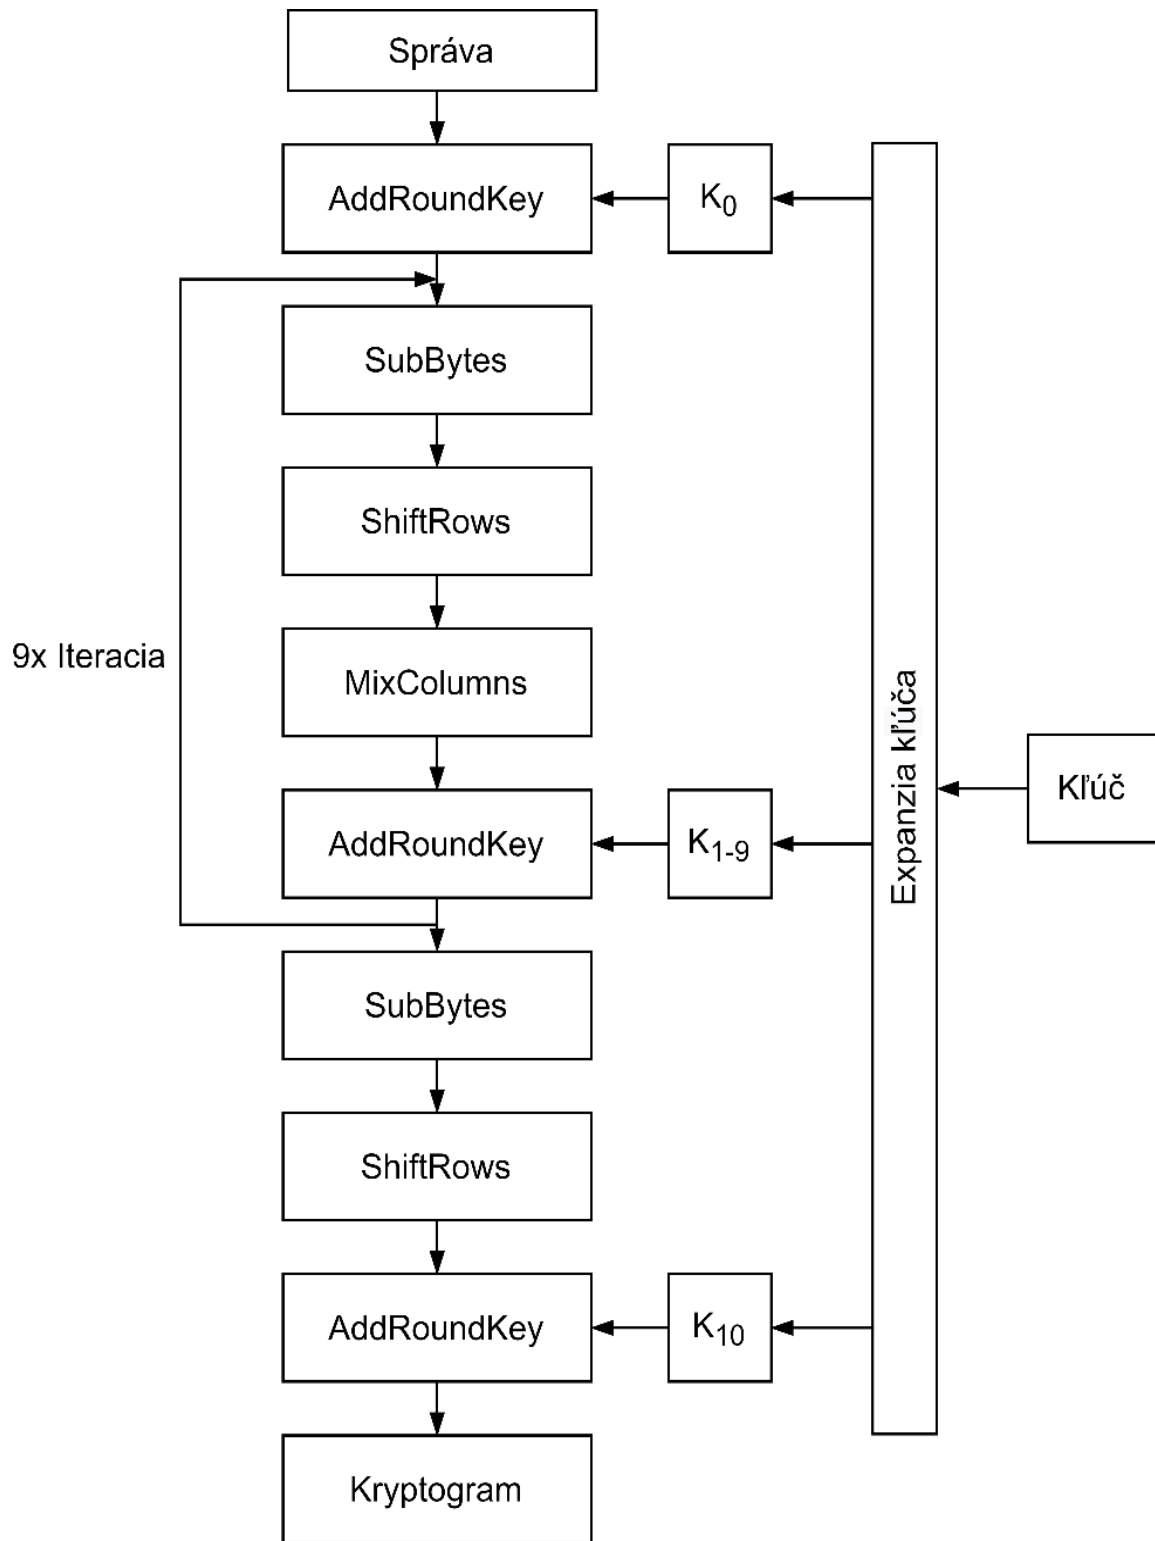 Správa
AddRoundKey
K0
SubBytes
ShiftRows
9x Iteracia
MixColumns
Expanzia kľúča
Kľúč
AddRoundKey
K1-9
SubBytes
ShiftRows
AddRoundKey
K10
Kryptogram